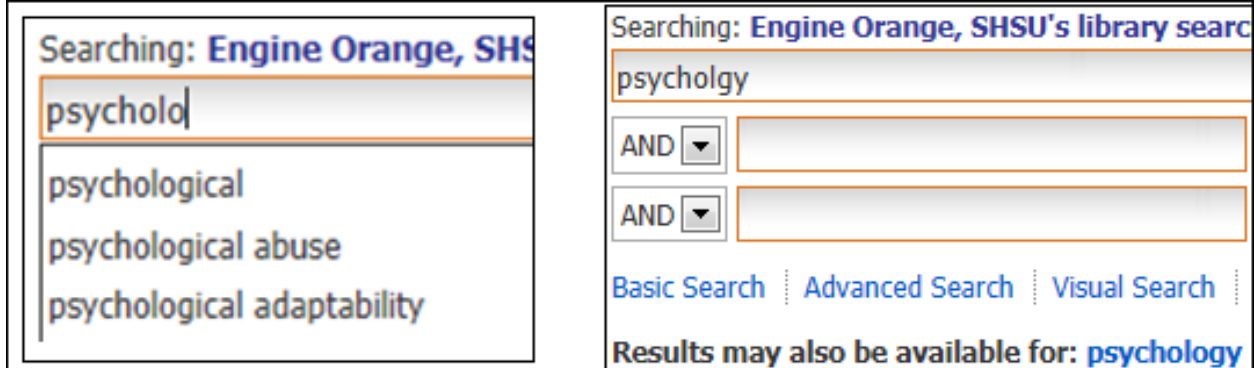 Searching: Engine Orange, SHS
psycholo
psychological
psychological abuse
psychological adaptability
Searching: Engine Orange, SHSU's library searc
psycholgy
AND
AND
Basic Search Advanced Search Visual Search
Results may also be available for: psychology